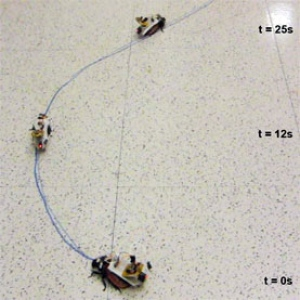 t = 25s
t = 12s
t = 0s